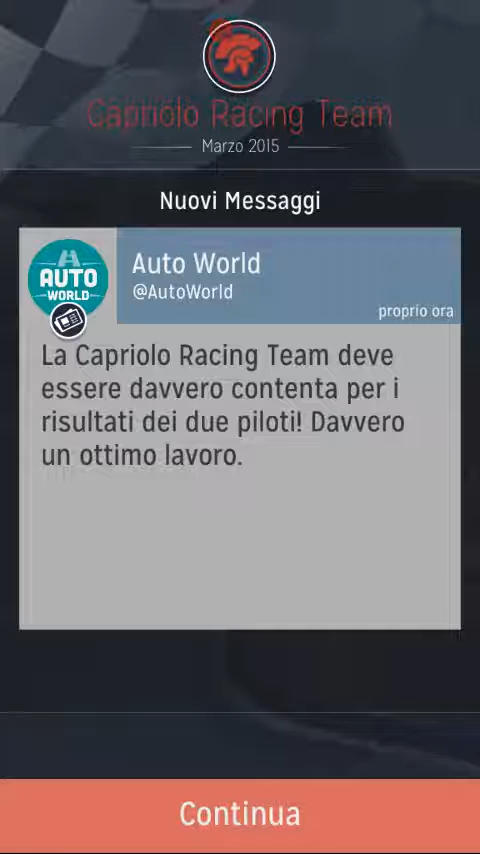 Capriolo Racing Team
Marzo 2015
Nuovi Messaggi
AUTO
WORLD
Auto World
@AutoWorld
proprio ora
La Capriolo Racing Team deve
essere davvero contenta per i
risultati dei due piloti! Davvero
un ottimo lavoro.
Continua